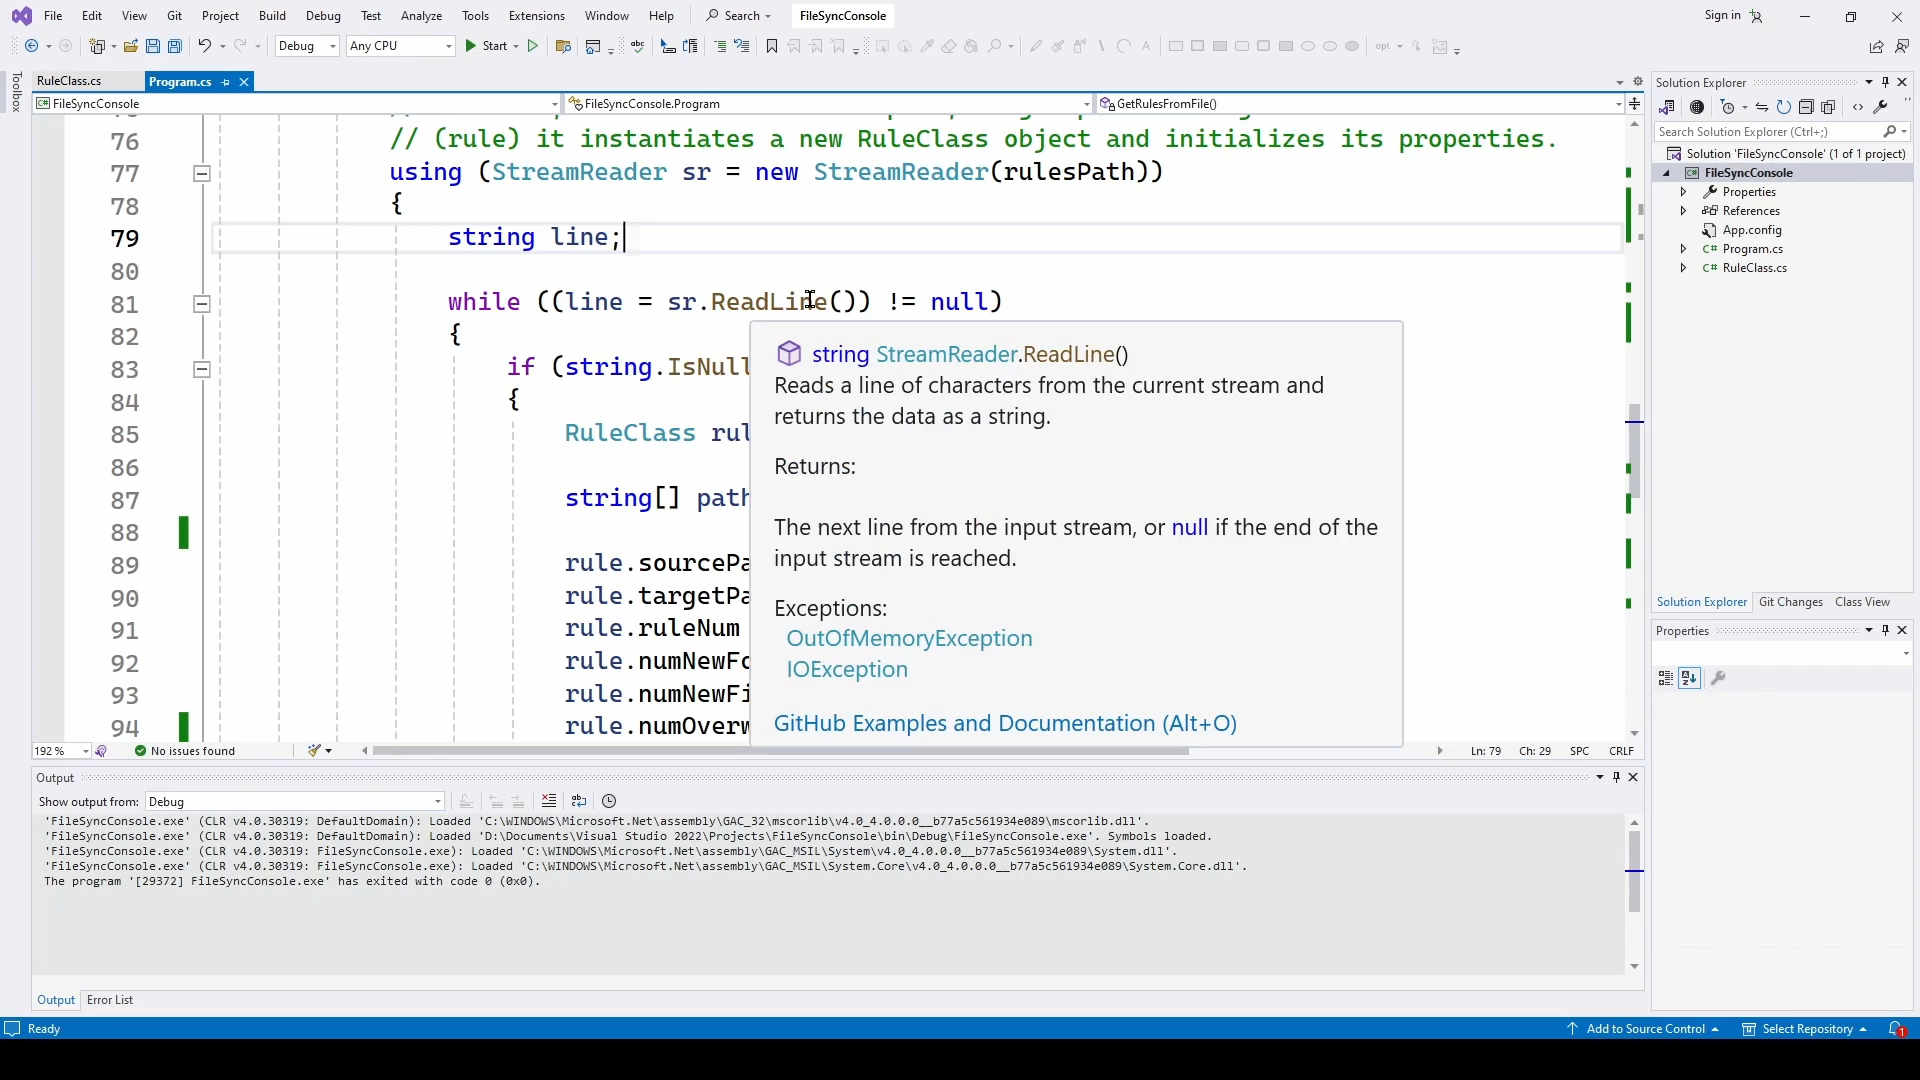 File Edit View Git Project Build Debug Test Analyze Tools Extensions Window Help Search FileSyncConsole Sign in
Debug Any CPU Start opt
Toolbox
RuleClass.cs Program.cs
FileSyncConsole FileSyncConsole.Program GetRulesFromFile()
76 // (rule) it instantiates a new RuleClass object and initializes its properties.
77 using (StreamReader sr = new StreamReader(rulesPath))
78 {
79 string line;
80
81 while ((line = sr.ReadLine()) != null)
82 {
83 if (string.IsNull
84 {
85 RuleClass rul
86
87 string[] path
88
89 rule.sourcePa
90 rule.targetPa
91 rule.ruleNum
92 rule.numNewFo
93 rule.numNewFi
94 rule.numOverw
string StreamReader.ReadLine()
Reads a line of characters from the current stream and
returns the data as a string.
Returns:
The next line from the input stream, or null if the end of the
input stream is reached.
Exceptions:
OutOfMemoryException
IOException
GitHub Examples and Documentation (Alt+O)
192 % No issues found Ln: 79 Ch: 29 SPC CRLF
Output
Show output from: Debug
'FileSyncConsole.exe' (CLR v4.0.30319: DefaultDomain): Loaded 'C:\WINDOWS\Microsoft.Net\assembly\GAC_32\mscorlib\v4.0_4.0.0.0__b77a5c561934e089\mscorlib.dll'.
'FileSyncConsole.exe' (CLR v4.0.30319: DefaultDomain): Loaded 'D:\Documents\Visual Studio 2022\Projects\FileSyncConsole\bin\Debug\FileSyncConsole.exe'. Symbols loaded.
'FileSyncConsole.exe' (CLR v4.0.30319: FileSyncConsole.exe): Loaded 'C:\WINDOWS\Microsoft.Net\assembly\GAC_MSIL\System\v4.0_4.0.0.0__b77a5c561934e089\System.dll'.
'FileSyncConsole.exe' (CLR v4.0.30319: FileSyncConsole.exe): Loaded 'C:\WINDOWS\Microsoft.Net\assembly\GAC_MSIL\System.Core\v4.0_4.0.0.0__b77a5c561934e089\System.Core.dll'.
The program '[29372] FileSyncConsole.exe' has exited with code 0 (0x0).
Output Error List
Solution Explorer
Search Solution Explorer (Ctrl+;)
Solution 'FileSyncConsole' (1 of 1 project)
FileSyncConsole
Properties
References
App.config
C# Program.cs
C# RuleClass.cs
Solution Explorer Git Changes Class View
Properties
Ready Add to Source Control Select Repository 1